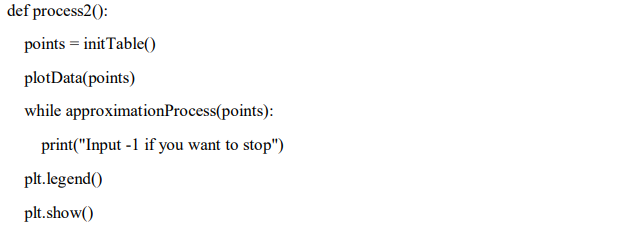 def process2():
points = initTable()
plotData(points)
while approximationProcess(points):
print("Input -1 if you want to stop")
plt.legend()
plt.show()